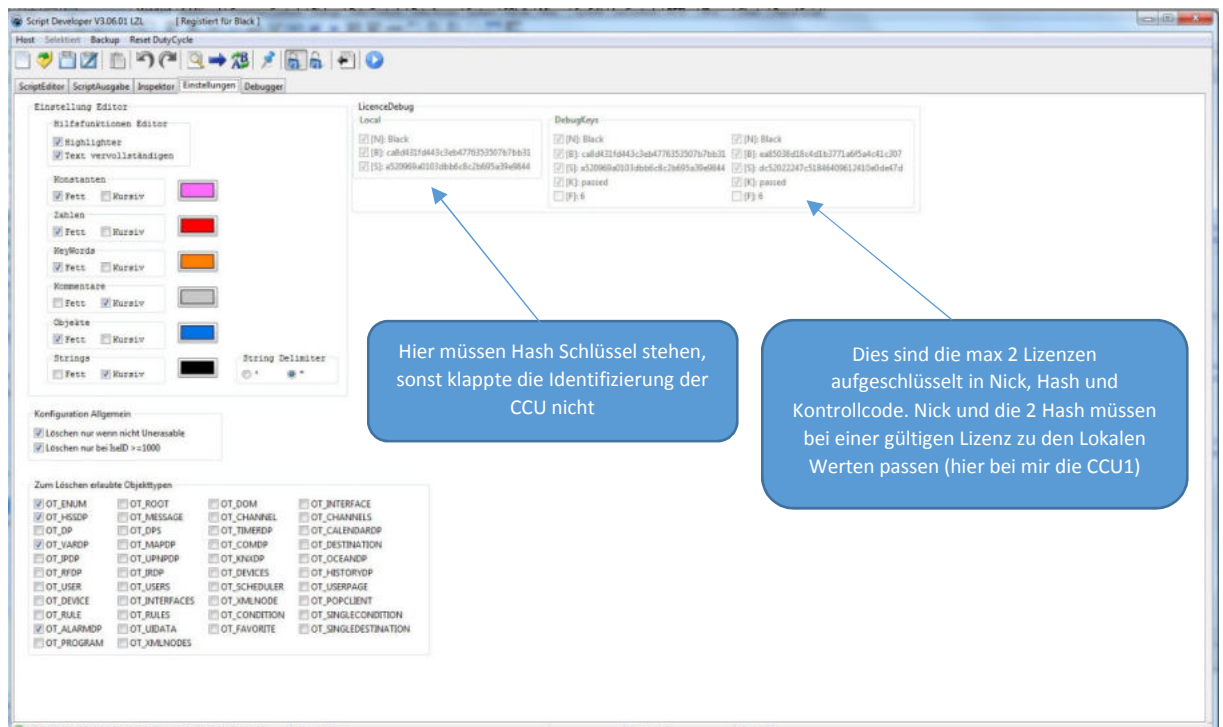 Script Developer V3.06.01 LZL [ Registiert für Black ]
Host Selektiert Backup Reset DutyCycle
ScriptEditor ScriptAusgabe Inspektor Einstellungen Debugger
Einstellung Editor
Hilfefunktionen Editor
Highlighter
Text vervollständigen
Konstanten
Fett Kursiv
Zahlen
Fett Kursiv
KeyWords
Fett Kursiv
Kommentare
Fett Kursiv
Objekte
Fett Kursiv
Strings
Fett Kursiv
String Delimiter
' "
LicenceDebug
Local
[N]: Black
[B]: ca8d431fd443c3eb4776353507b7bb31
[S]: a520969a0103dbb6c8c2b695a39e9844
DebugKeys
[N]: Black
[B]: ca8d431fd443c3eb4776353507b7bb31
[S]: a520969a0103dbb6c8c2b695a39e9844
[K]: passed
[F]: 6
[N]: Black
[B]: ea85038d18c4d1b3771a6f5a4c41c307
[S]: dc52022247c51846409612410e0de47d
[K]: passed
[F]: 6
Hier müssen Hash Schlüssel stehen,
sonst klappte die Identifizierung der
CCU nicht
Dies sind die max 2 Lizenzen
aufgeschlüsselt in Nick, Hash und
Kontrollcode. Nick und die 2 Hash müssen
bei einer gültigen Lizenz zu den Lokalen
Werten passen (hier bei mir die CCU1)
Konfiguration Allgemein
Löschen nur wenn nicht Unerasable
Löschen nur bei IseID >=1000
Zum Löschen erlaubte Objekttypen
OT_ENUM OT_ROOT OT_DOM OT_INTERFACE
OT_HSSDP OT_MESSAGE OT_CHANNEL OT_CHANNELS
OT_DP OT_DPS OT_TIMERDP OT_CALENDARDP
OT_VARDP OT_MAPDP OT_COMDP OT_DESTINATION
OT_IPDP OT_UPNPDP OT_KNXDP OT_OCEANDP
OT_RFDP OT_IRDP OT_DEVICES OT_HISTORYDP
OT_USER OT_USERS OT_SCHEDULER OT_USERPAGE
OT_DEVICE OT_INTERFACES OT_XMLNODE OT_POPCLIENT
OT_RULE OT_RULES OT_CONDITION OT_SINGLECONDITION
OT_ALARMDP OT_UIDATA OT_FAVORITE OT_SINGLEDESTINATION
OT_PROGRAM OT_XMLNODES